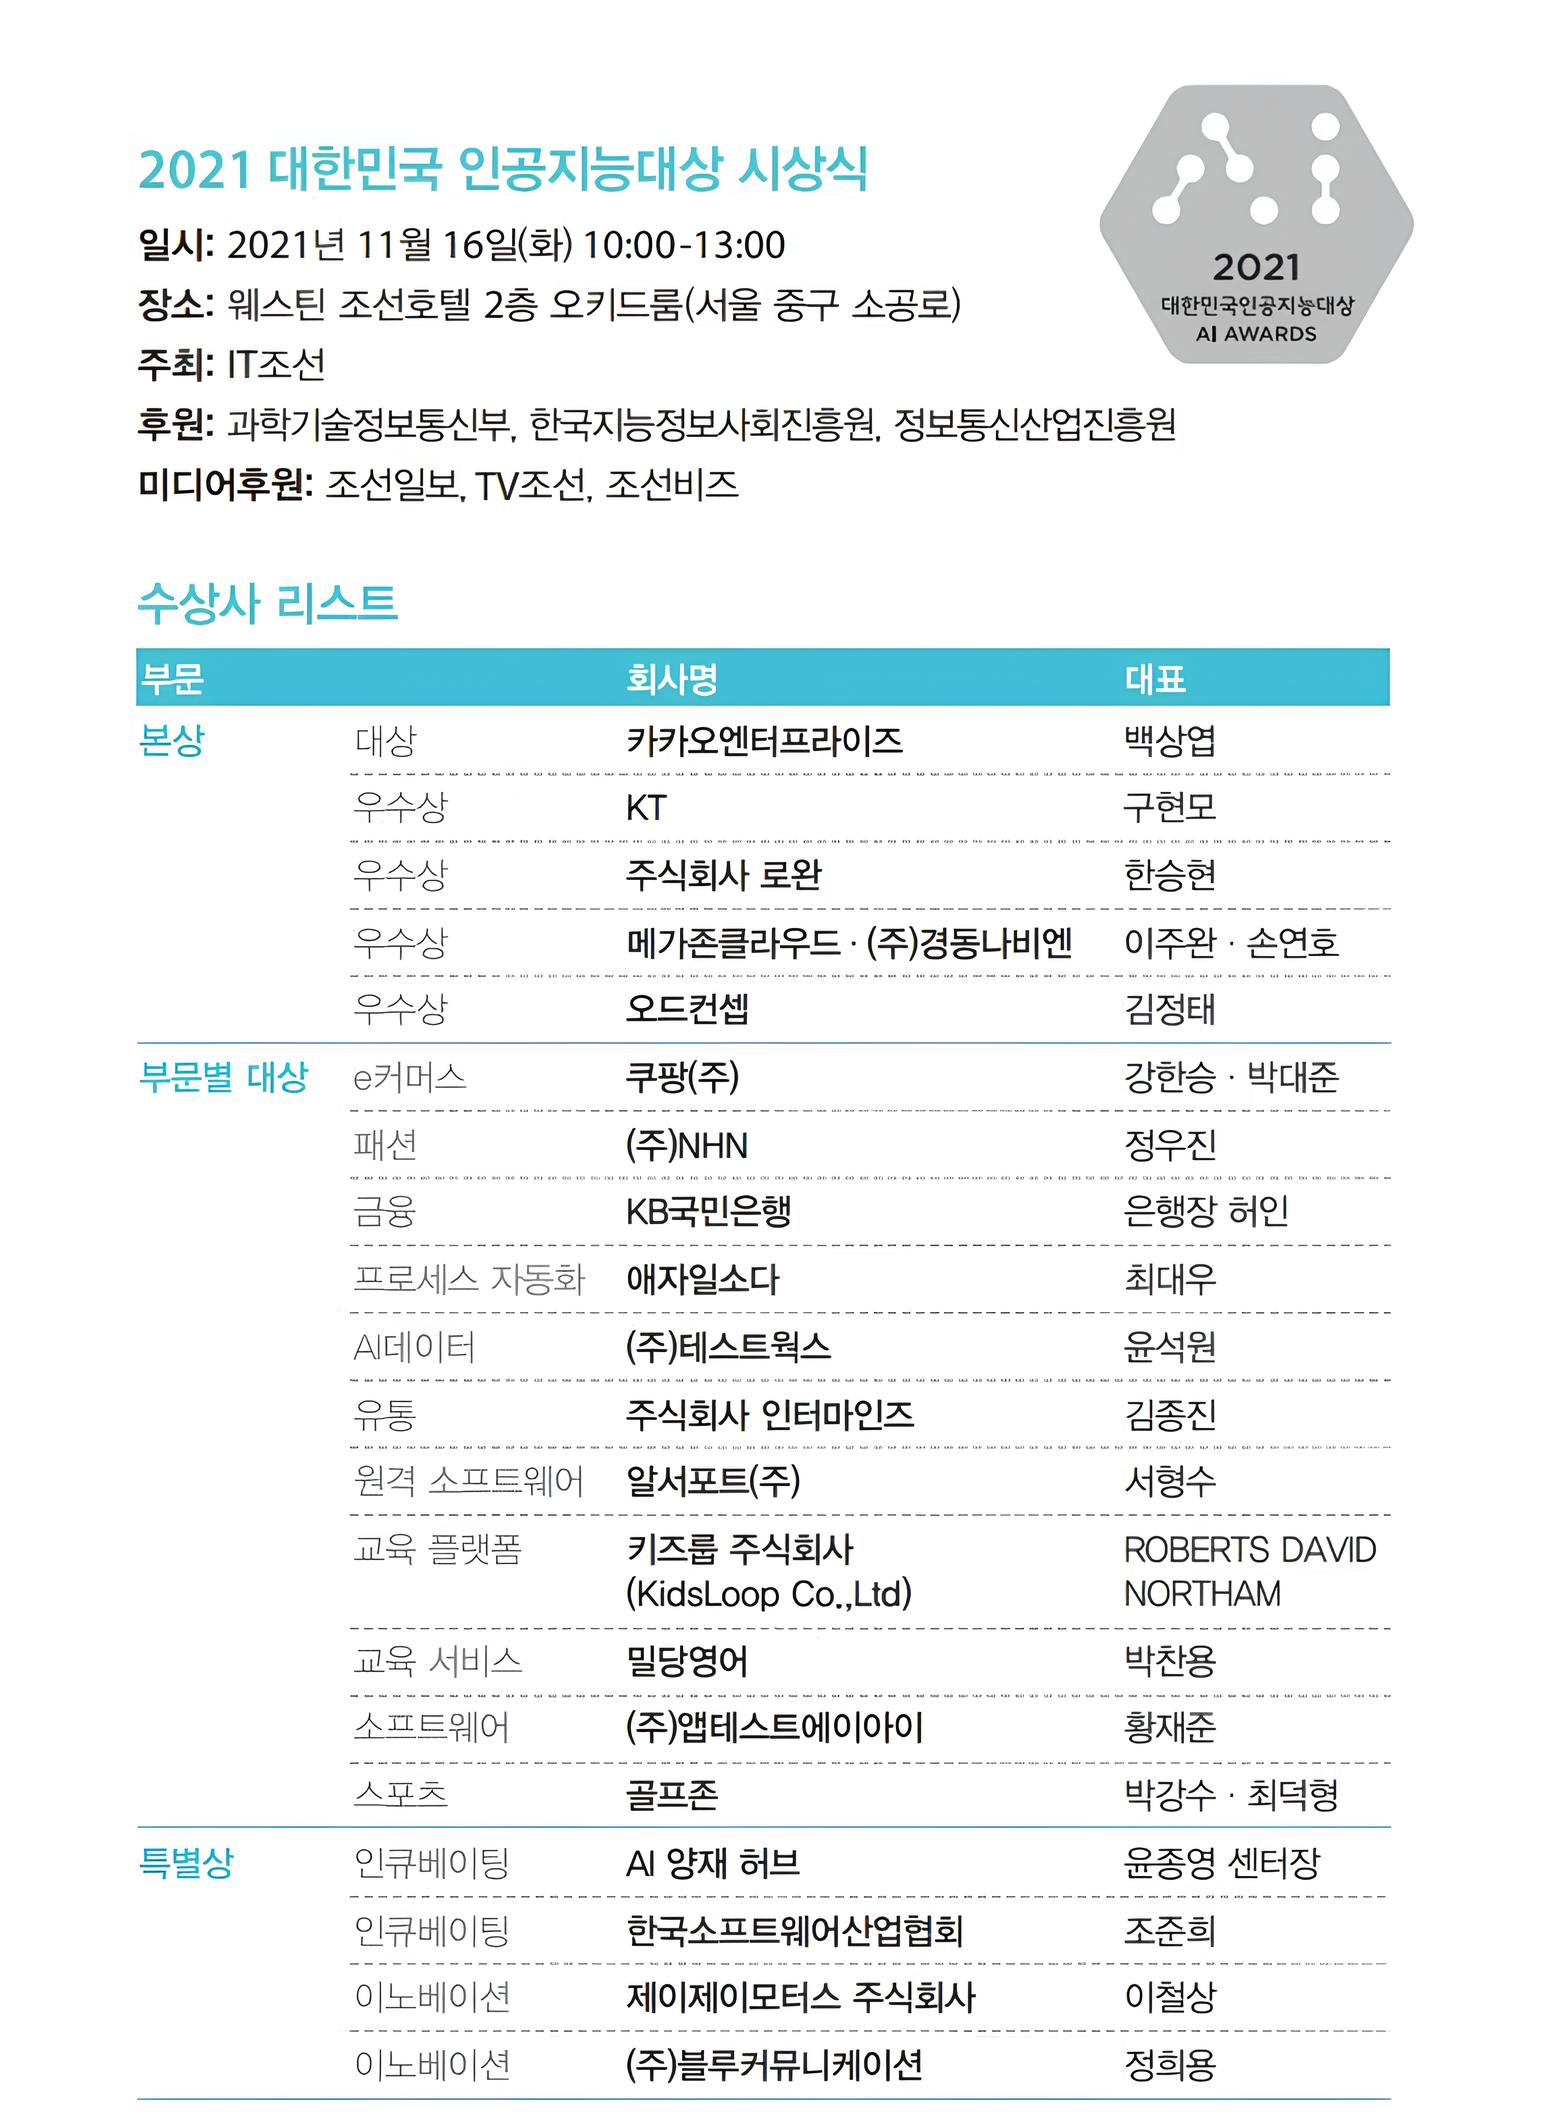 2021 대한민국 인공지능대상 시상식
일시: 2021년 11월 16일(화) 10:00-13:00
장소: 웨스틴 조선호텔 2층 오키드룸(서울 중구 소공로)
주최: IT조선
후원: 과학기술정보통신부, 한국지능정보사회진흥원, 정보통신산업진흥원
미디어후원: 조선일보, TV조선, 조선비즈
2021
대한민국인공지능대상
AI AWARDS
수상사 리스트
부문 회사명 대표
본상 대상 카카오엔터프라이즈 백상엽
우수상 KT 구현모
우수상 주식회사 로완 한승현
우수상 메가존클라우드 · (주)경동나비엔 이주완 · 손연호
우수상 오드컨셉 김정태
부문별 대상 e커머스 쿠팡(주) 강한승 · 박대준
패션 (주)NHN 정우진
금융 KB국민은행 은행장 허인
프로세스 자동화 애자일소다 최대우
AI데이터 (주)테스트웍스 윤석원
유통 주식회사 인터마인즈 김종진
원격 소프트웨어 알서포트(주) 서형수
교육 플랫폼 키즈룹 주식회사 ROBERTS DAVID
(KidsLoop Co.,Ltd) NORTHAM
교육 서비스 밀당영어 박찬용
소프트웨어 (주)앱테스트에이아이 황재준
스포츠 골프존 박강수 · 최덕형
특별상 인큐베이팅 AI 양재 허브 윤종영 센터장
인큐베이팅 한국소프트웨어산업협회 조준희
이노베이션 제이제이모터스 주식회사 이철상
이노베이션 (주)블루커뮤니케이션 정희용